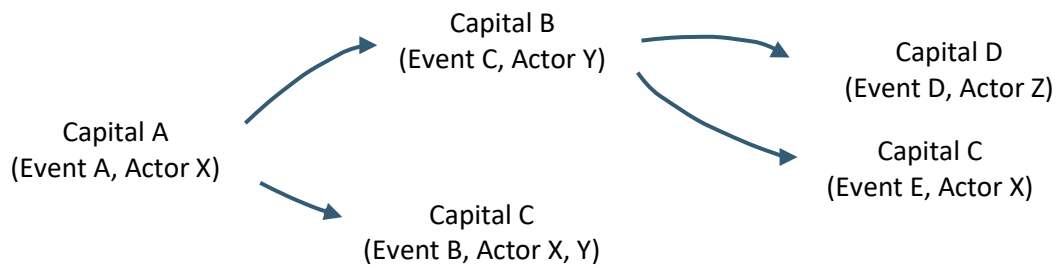 Capital A
(Event A, Actor X)
Capital B
(Event C, Actor Y)
Capital C
(Event B, Actor X, Y)
Capital D
(Event D, Actor Z)
Capital C
(Event E, Actor X)